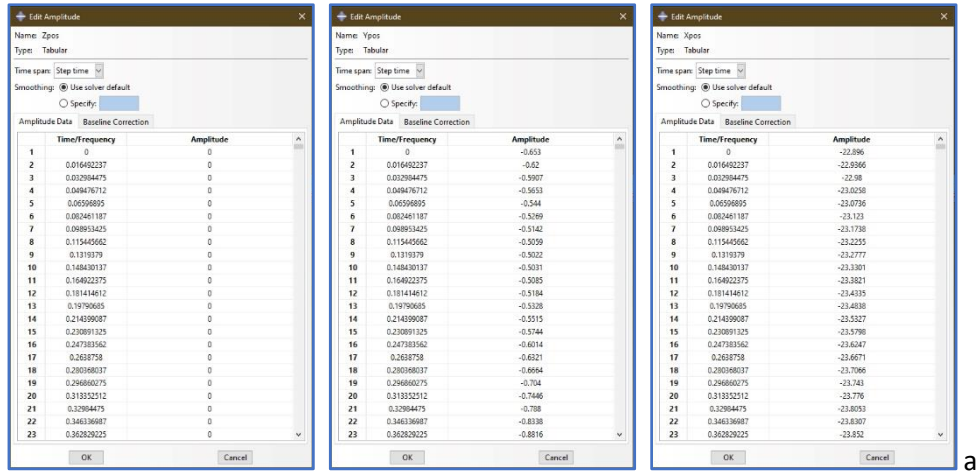 Edit Amplitude
Name: Zpos
Type: Tabular
Time span: Step time
Smoothing: Use solver default
Specify:
Amplitude Data Baseline Correction
Time/Frequency Amplitude
1 0 0
2 0.016492237 0
3 0.032984475 0
4 0.049476712 0
5 0.06596895 0
6 0.082461187 0
7 0.098953425 0
8 0.115445662 0
9 0.1319379 0
10 0.148430137 0
11 0.164922375 0
12 0.181414612 0
13 0.19790685 0
14 0.214399087 0
15 0.230891325 0
16 0.247383562 0
17 0.2638758 0
18 0.280368037 0
19 0.296860275 0
20 0.313352512 0
21 0.32984475 0
22 0.346336987 0
23 0.362829225 0
OK Cancel
Edit Amplitude
Name: Ypos
Type: Tabular
Time span: Step time
Smoothing: Use solver default
Specify:
Amplitude Data Baseline Correction
Time/Frequency Amplitude
1 0 -0.653
2 0.016492237 -0.62
3 0.032984475 -0.5907
4 0.049476712 -0.5653
5 0.06596895 -0.544
6 0.082461187 -0.5269
7 0.098953425 -0.5142
8 0.115445662 -0.5059
9 0.1319379 -0.5022
10 0.148430137 -0.5031
11 0.164922375 -0.5085
12 0.181414612 -0.5184
13 0.19790685 -0.5328
14 0.214399087 -0.5515
15 0.230891325 -0.5744
16 0.247383562 -0.6014
17 0.2638758 -0.6321
18 0.280368037 -0.6664
19 0.296860275 -0.704
20 0.313352512 -0.7446
21 0.32984475 -0.788
22 0.346336987 -0.8338
23 0.362829225 -0.8816
OK Cancel
Edit Amplitude
Name: Xpos
Type: Tabular
Time span: Step time
Smoothing: Use solver default
Specify:
Amplitude Data Baseline Correction
Time/Frequency Amplitude
1 0 -22.896
2 0.016492237 -22.9366
3 0.032984475 -22.98
4 0.049476712 -23.0258
5 0.06596895 -23.0736
6 0.082461187 -23.123
7 0.098953425 -23.1738
8 0.115445662 -23.2255
9 0.1319379 -23.2777
10 0.148430137 -23.3301
11 0.164922375 -23.3821
12 0.181414612 -23.4335
13 0.19790685 -23.4838
14 0.214399087 -23.5327
15 0.230891325 -23.5798
16 0.247383562 -23.6247
17 0.2638758 -23.6671
18 0.280368037 -23.7066
19 0.296860275 -23.743
20 0.313352512 -23.776
21 0.32984475 -23.8053
22 0.346336987 -23.8307
23 0.362829225 -23.852
OK Cancel
a